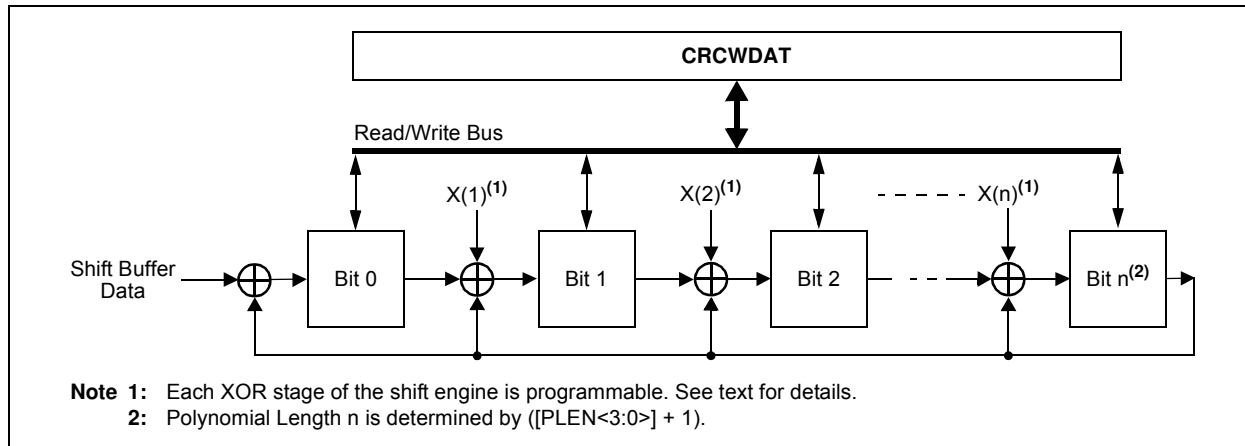 CRCWDAT
Read/Write Bus
X(1)(1) X(2)(1) X(n)(1)
Shift Buffer
Data
Bit 0 Bit 1 Bit 2 Bit n(2)
Note 1: Each XOR stage of the shift engine is programmable. See text for details.
2: Polynomial Length n is determined by ([PLEN<3:0>] + 1).